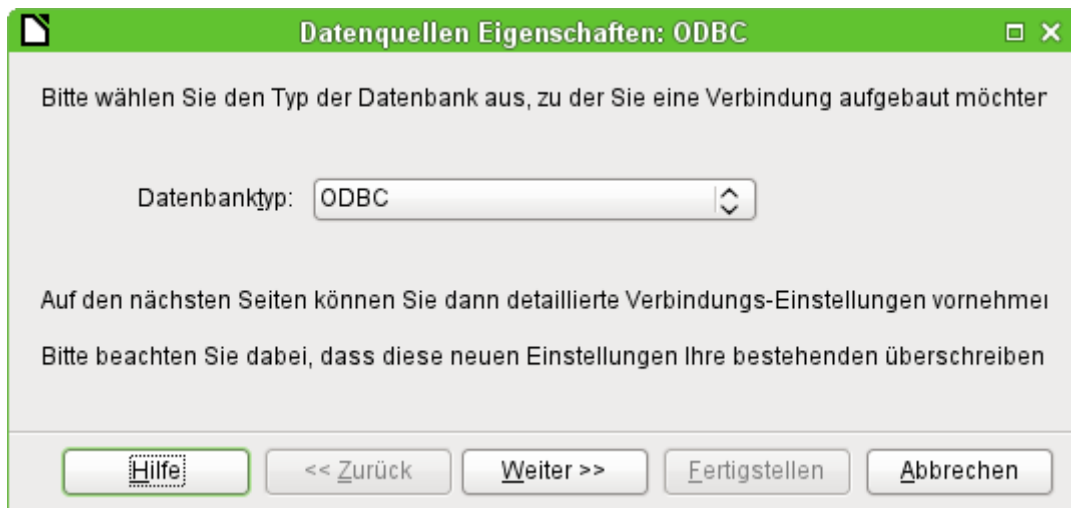 Datenquellen Eigenschaften: ODBC
Bitte wählen Sie den Typ der Datenbank aus, zu der Sie eine Verbindung aufgebaut möchten
Datenbanktyp: ODBC
Auf den nächsten Seiten können Sie dann detaillierte Verbindungs-Einstellungen vornehmen
Bitte beachten Sie dabei, dass diese neuen Einstellungen Ihre bestehenden überschreiben
Hilfe << Zurück Weiter >> Fertigstellen Abbrechen